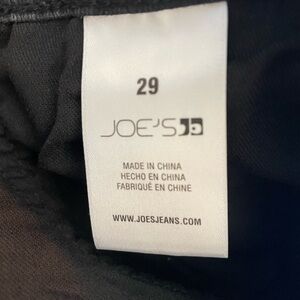 29
JOE'S
MADE IN CHINA
HECHO EN CHINA
FABRIQUÉ EN CHINE
WWW.JOESJEANS.COM